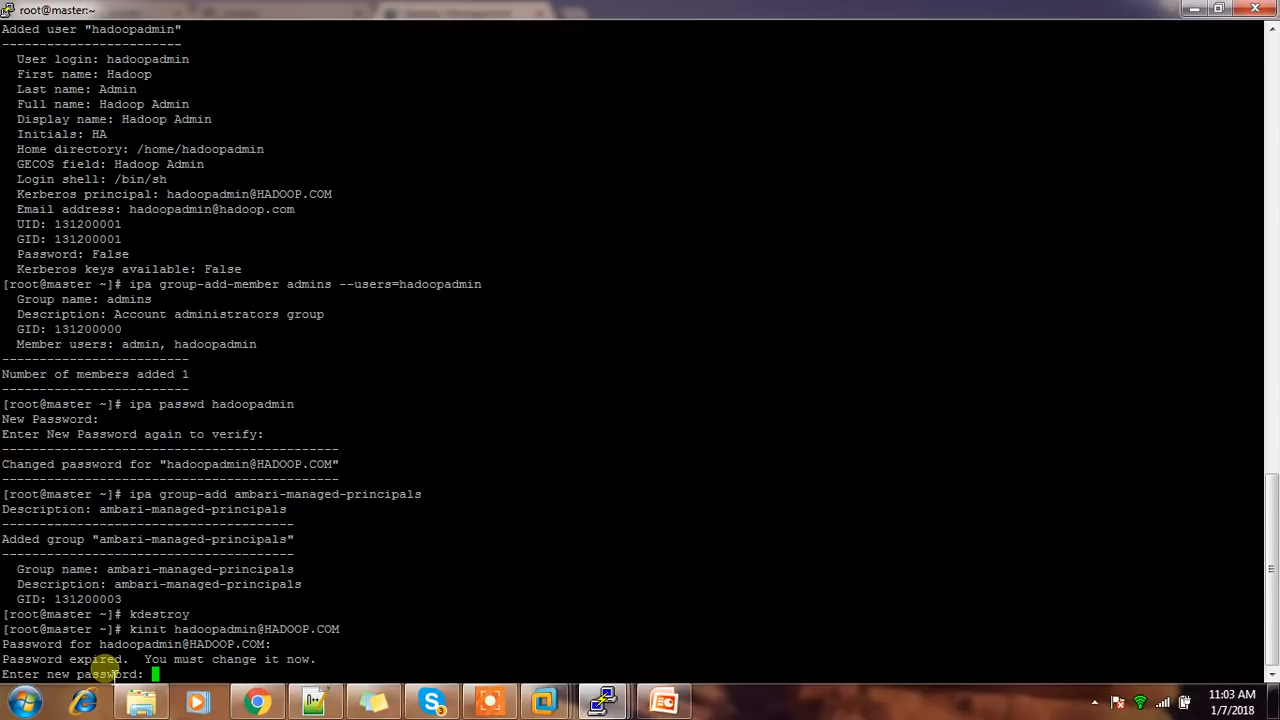 root@master:~
Added user "hadoopadmin"
------------------------
  User login: hadoopadmin
  First name: Hadoop
  Last name: Admin
  Full name: Hadoop Admin
  Display name: Hadoop Admin
  Initials: HA
  Home directory: /home/hadoopadmin
  GECOS field: Hadoop Admin
  Login shell: /bin/sh
  Kerberos principal: hadoopadmin@HADOOP.COM
  Email address: hadoopadmin@hadoop.com
  UID: 131200001
  GID: 131200001
  Password: False
  Kerberos keys available: False
[root@master ~]# ipa group-add-member admins --users=hadoopadmin
  Group name: admins
  Description: Account administrators group
  GID: 131200000
  Member users: admin, hadoopadmin
-------------------------
Number of members added 1
-------------------------
[root@master ~]# ipa passwd hadoopadmin
New Password:
Enter New Password again to verify:
---------------------------------------------
Changed password for "hadoopadmin@HADOOP.COM"
---------------------------------------------
[root@master ~]# ipa group-add ambari-managed-principals
Description: ambari-managed-principals
---------------------------------------
Added group "ambari-managed-principals"
---------------------------------------
  Group name: ambari-managed-principals
  Description: ambari-managed-principals
  GID: 131200003
[root@master ~]# kdestroy
[root@master ~]# kinit hadoopadmin@HADOOP.COM
Password for hadoopadmin@HADOOP.COM:
Password expired.  You must change it now.
Enter new password:
11:03 AM
1/7/2018